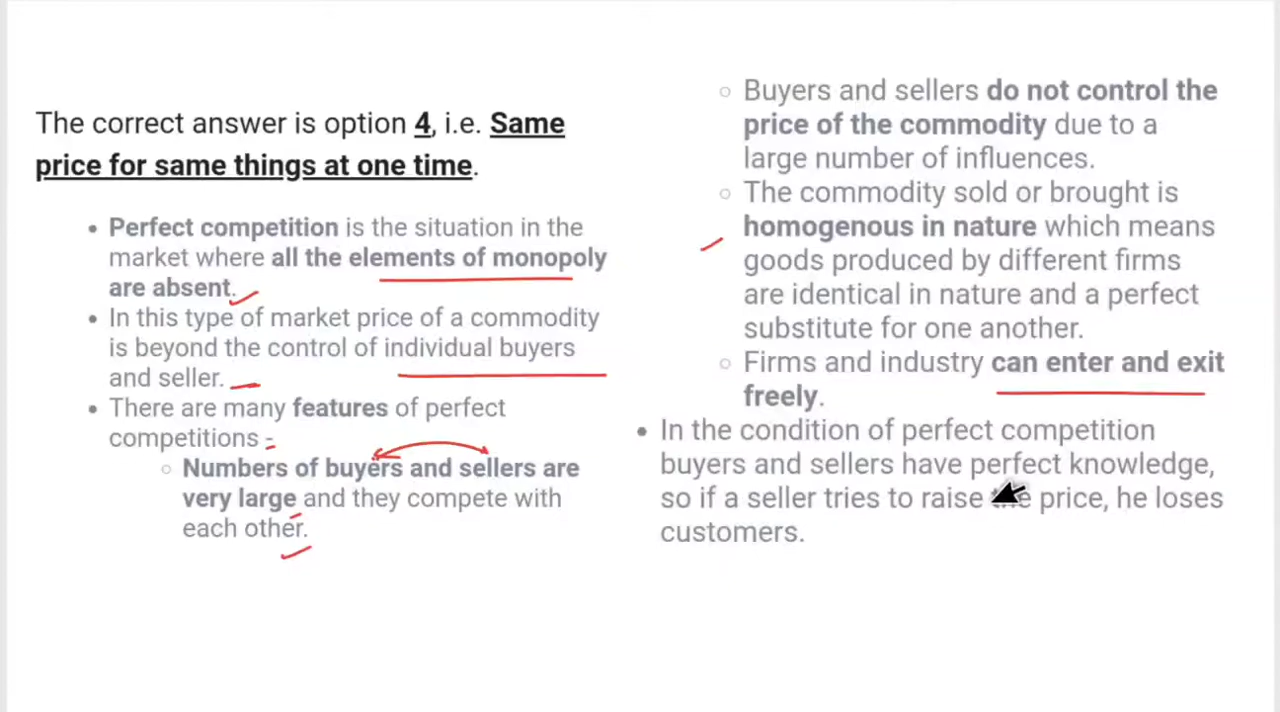 The correct answer is option 4, i.e. Same
price for same things at one time.
• Perfect competition is the situation in the
market where all the elements of monopoly
are absent.
• In this type of market price of a commodity
is beyond the control of individual buyers
and seller.
• There are many features of perfect
competitions -
○ Numbers of buyers and sellers are
very large and they compete with
each other.
○ Buyers and sellers do not control the
price of the commodity due to a
large number of influences.
○ The commodity sold or brought is
homogenous in nature which means
goods produced by different firms
are identical in nature and a perfect
substitute for one another.
○ Firms and industry can enter and exit
freely.
• In the condition of perfect competition
buyers and sellers have perfect knowledge,
so if a seller tries to raise the price, he loses
customers.